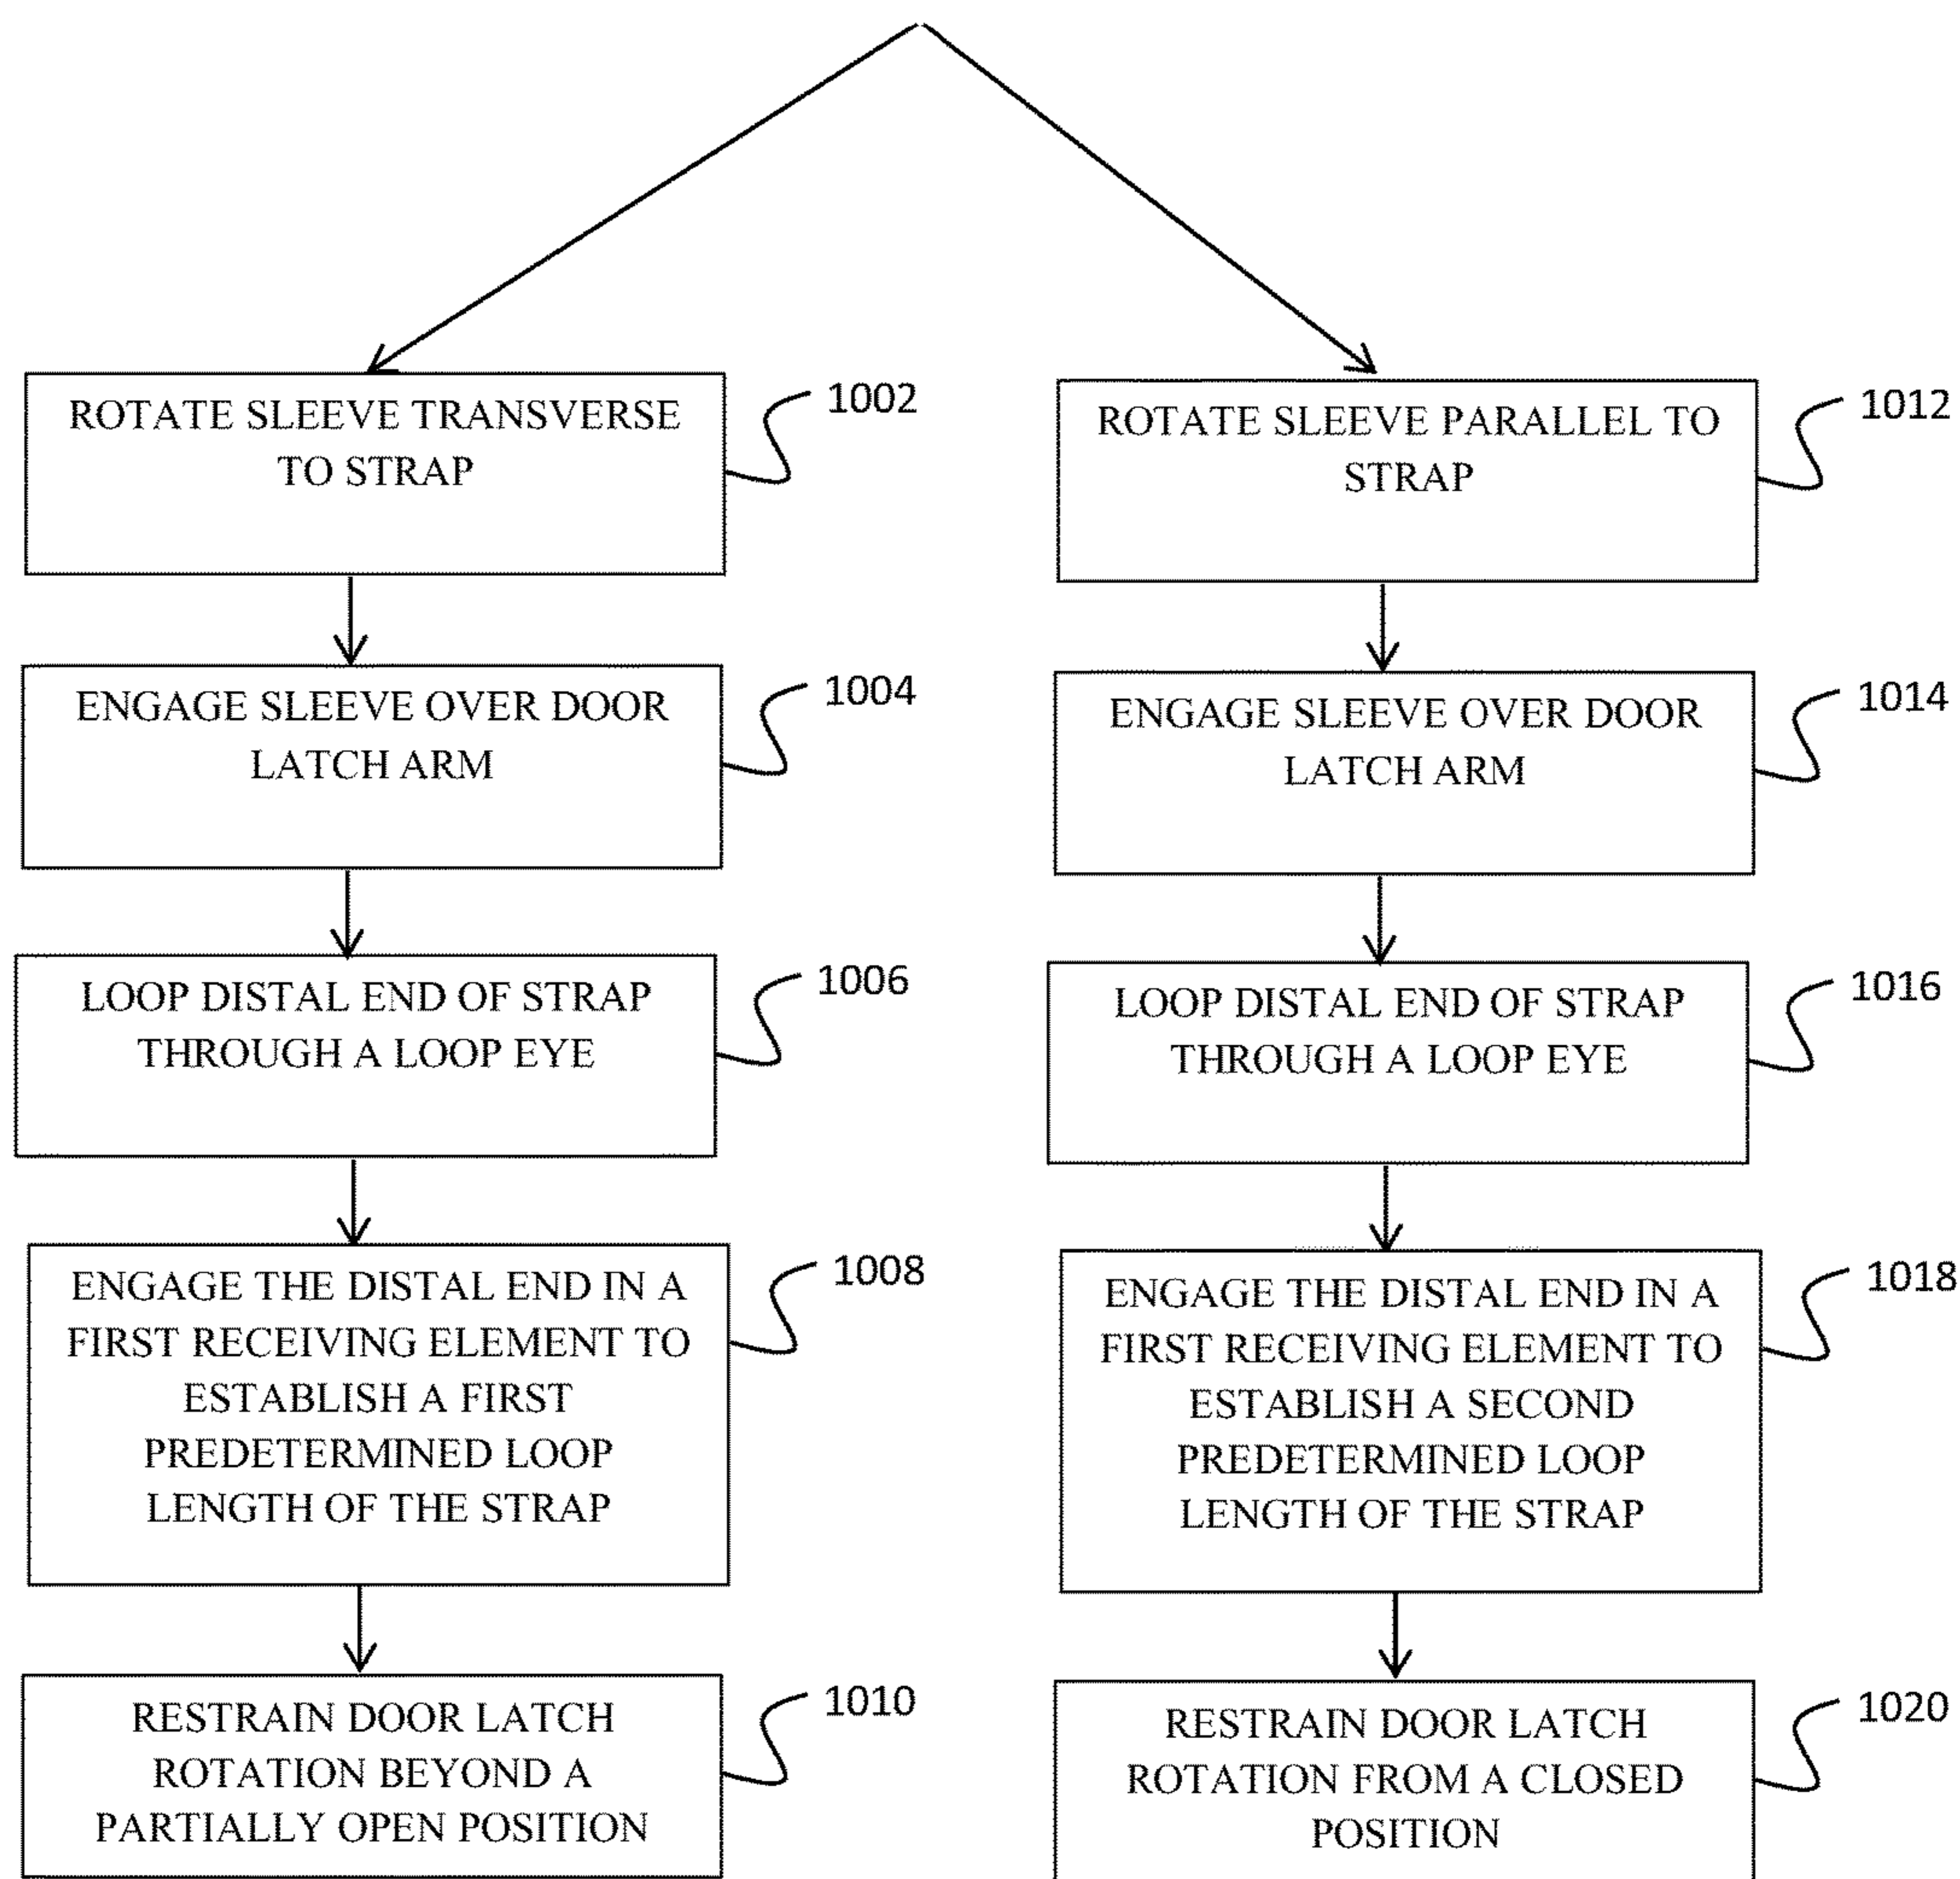 ROTATE SLEEVE TRANSVERSE
TO STRAP
1002
ENGAGE SLEEVE OVER DOOR
LATCH ARM
1004
LOOP DISTAL END OF STRAP
THROUGH A LOOP EYE
1006
ENGAGE THE DISTAL END IN A
FIRST RECEIVING ELEMENT TO
ESTABLISH A FIRST
PREDETERMINED LOOP
LENGTH OF THE STRAP
1008
RESTRAIN DOOR LATCH
ROTATION BEYOND A
PARTIALLY OPEN POSITION
1010
ROTATE SLEEVE PARALLEL TO
STRAP
1012
ENGAGE SLEEVE OVER DOOR
LATCH ARM
1014
LOOP DISTAL END OF STRAP
THROUGH A LOOP EYE
1016
ENGAGE THE DISTAL END IN A
FIRST RECEIVING ELEMENT TO
ESTABLISH A SECOND
PREDETERMINED LOOP
LENGTH OF THE STRAP
1018
RESTRAIN DOOR LATCH
ROTATION FROM A CLOSED
POSITION
1020